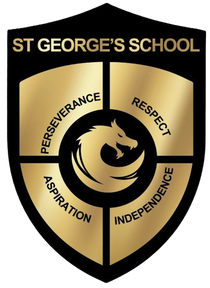 ST GEORGE'S SCHOOL
PERSEVERANCE
RESPECT
ASPIRATION
INDEPENDENCE